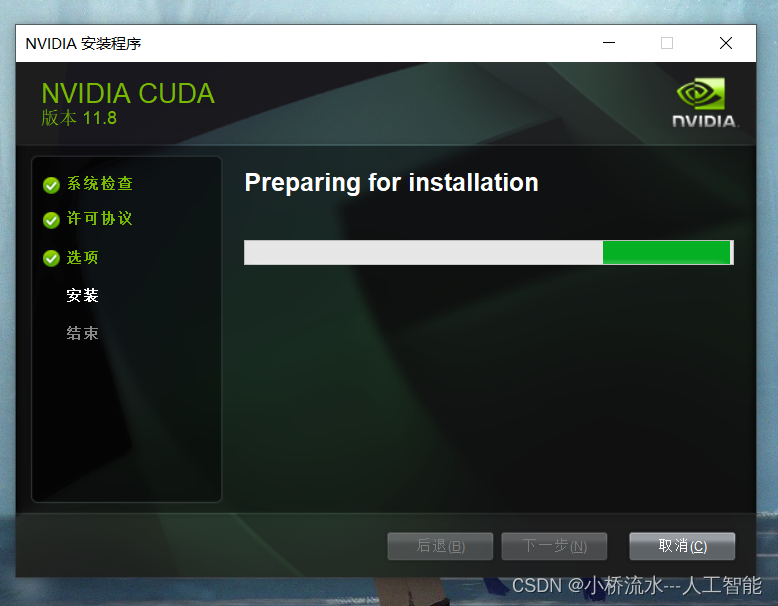 NVIDIA 安装程序
NVIDIA CUDA
版本 11.8
NVIDIA.
系统检查
许可协议
选项
安装
结束
Preparing for installation
后退(B)
下一步(N)
取消(C)
CSDN @小桥流水---人工智能